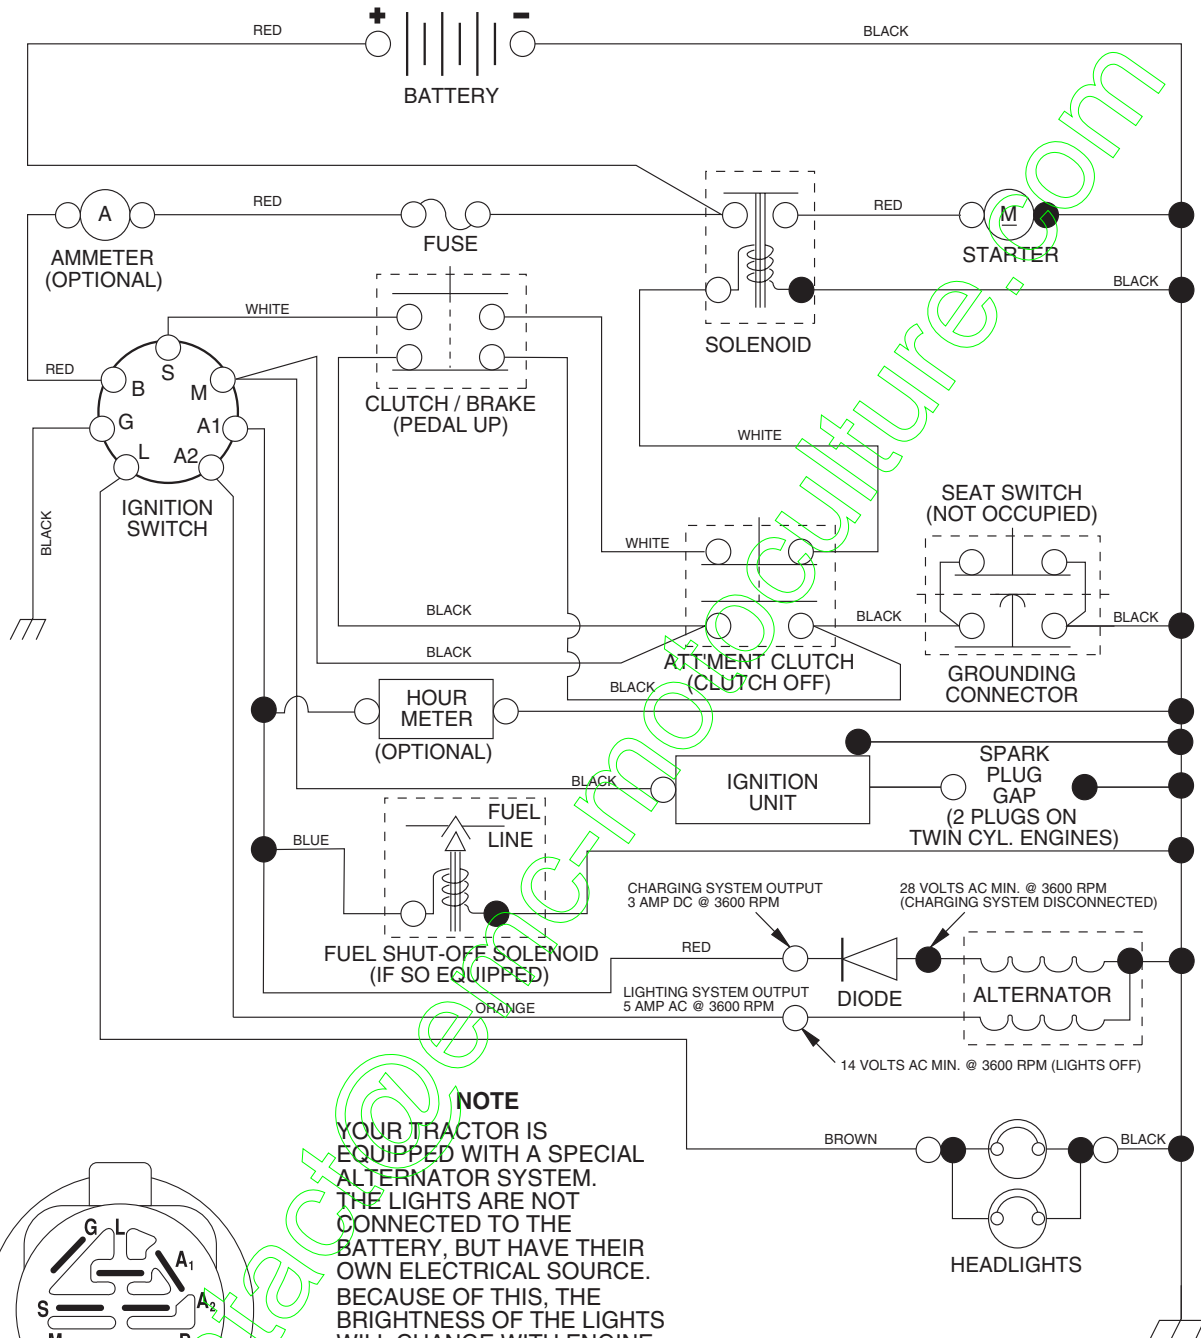 RED
+
-
BLACK
BATTERY
A
RED
FUSE
RED
M
STARTER
AMMETER
(OPTIONAL)
SOLENOID
BLACK
WHITE
RED
S
B
M
G
A1
L
A2
IGNITION
SWITCH
BLACK
CLUTCH / BRAKE
(PEDAL UP)
WHITE
SEAT SWITCH
(NOT OCCUPIED)
WHITE
BLACK
BLACK
BLACK
BLACK
ATT'MENT CLUTCH
(CLUTCH OFF)
GROUNDING
CONNECTOR
BLACK
HOUR
METER
(OPTIONAL)
BLACK
IGNITION
UNIT
SPARK
PLUG
GAP
(2 PLUGS ON
TWIN CYL. ENGINES)
FUEL
LINE
BLUE
FUEL SHUT-OFF SOLENOID
(IF SO EQUIPPED)
CHARGING SYSTEM OUTPUT
3 AMP DC @ 3600 RPM
28 VOLTS AC MIN. @ 3600 RPM
(CHARGING SYSTEM DISCONNECTED)
RED
DIODE
ALTERNATOR
LIGHTING SYSTEM OUTPUT
5 AMP AC @ 3600 RPM
ORANGE
14 VOLTS AC MIN. @ 3600 RPM (LIGHTS OFF)
BROWN
BLACK
HEADLIGHTS
NOTE
YOUR TRACTOR IS
EQUIPPED WITH A SPECIAL
ALTERNATOR SYSTEM.
THE LIGHTS ARE NOT
CONNECTED TO THE
BATTERY, BUT HAVE THEIR
OWN ELECTRICAL SOURCE.
BECAUSE OF THIS, THE
BRIGHTNESS OF THE LIGHTS
WILL CHANGE WITH ENGINE
G
L
A1
S
A2
M
B
tact@emc-motoculture.com